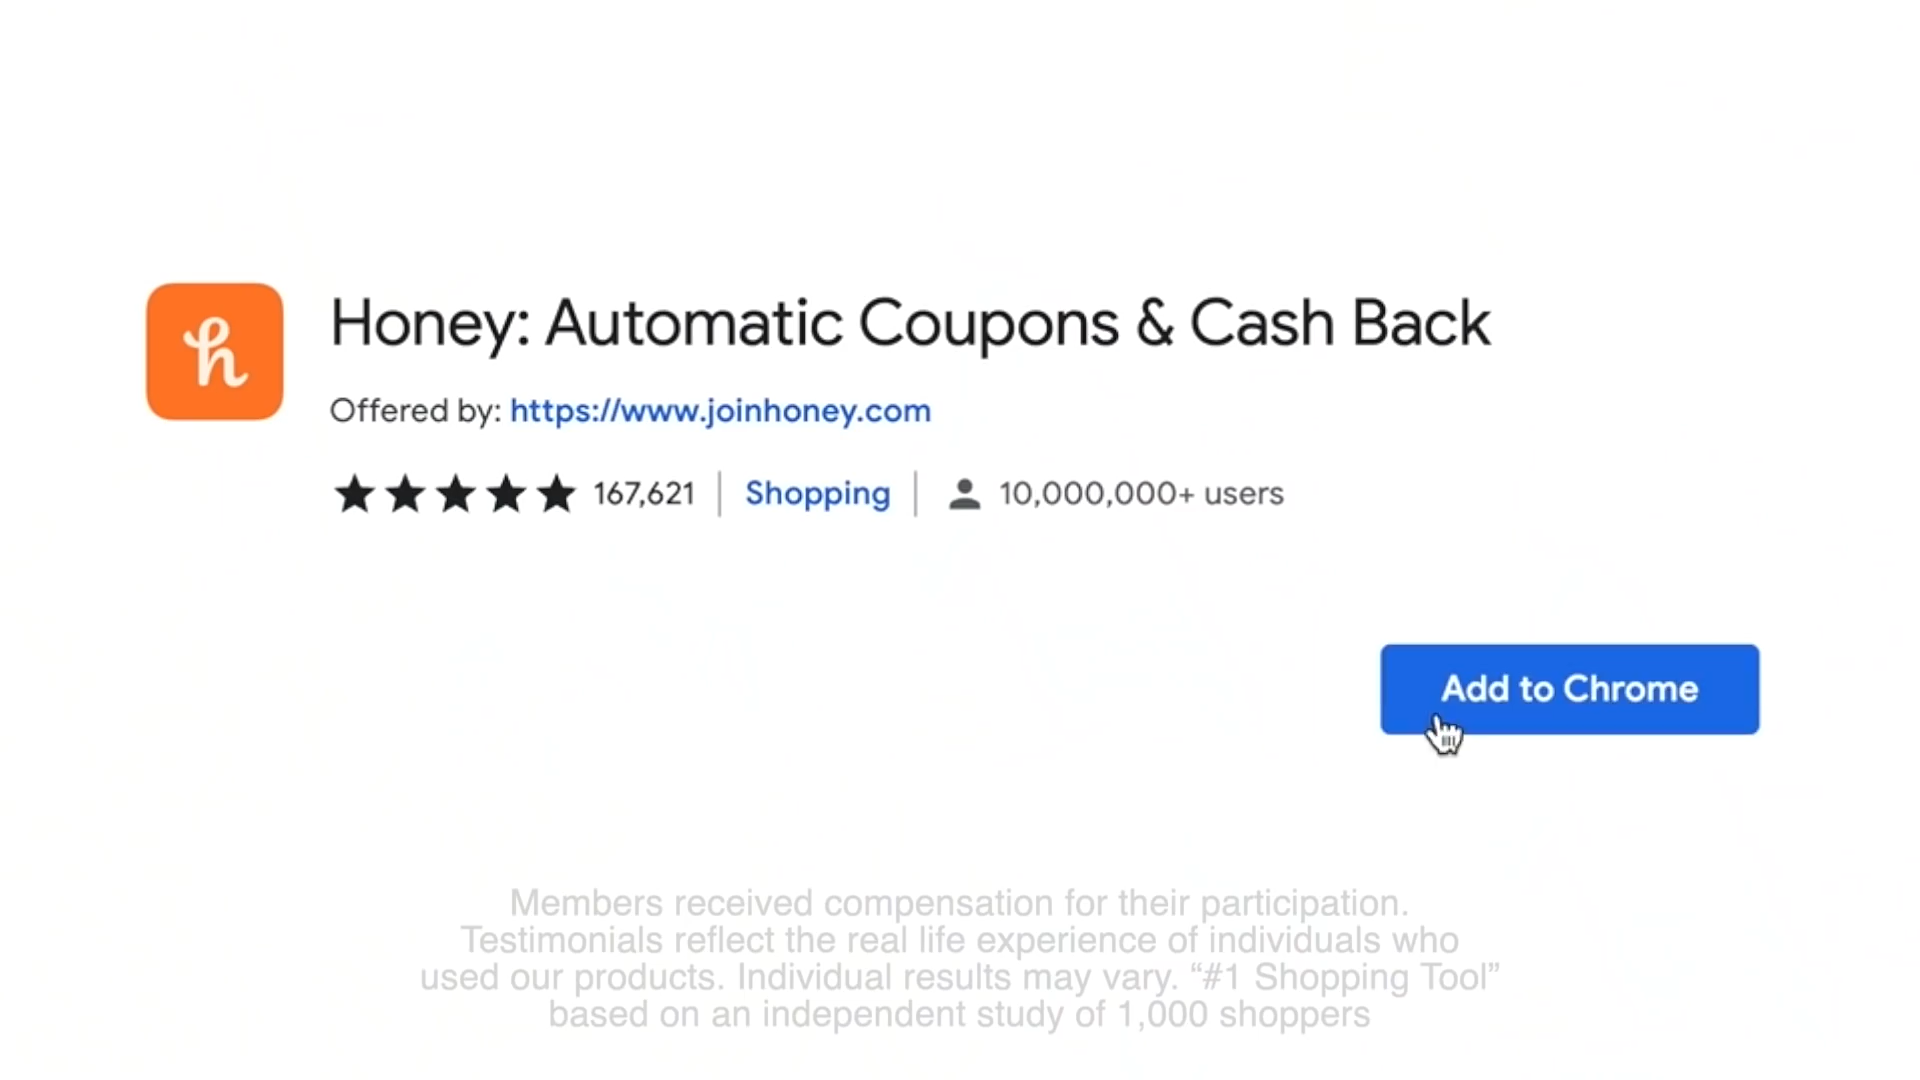 h
Honey: Automatic Coupons & Cash Back
Offered by: https://www.joinhoney.com
167,621 | Shopping | 10,000,000+ users
Add to Chrome
Members received compensation for their participation.
Testimonials reflect the real life experience of individuals who
used our products. Individual results may vary. “#1 Shopping Tool”
based on an independent study of 1,000 shoppers